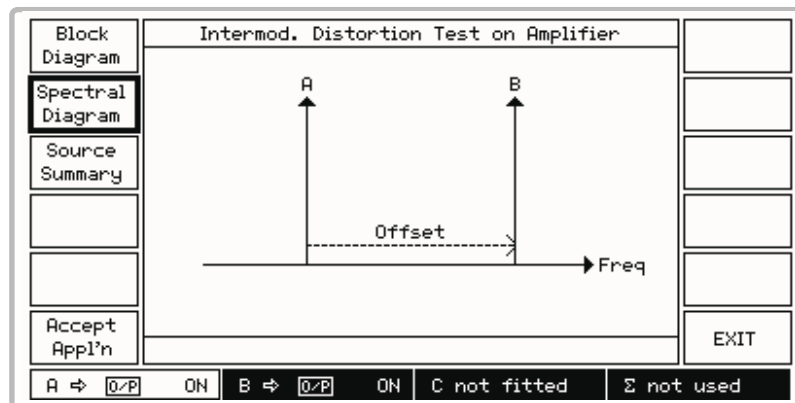 Block
Diagram
Spectral
Diagram
Source
Summary
Accept
Appl'n
Intermod. Distortion Test on Amplifier
A
B
Offset
Freq
EXIT
A ⇨ O/P ON
B ⇨ O/P ON
C not fitted
Σ not used